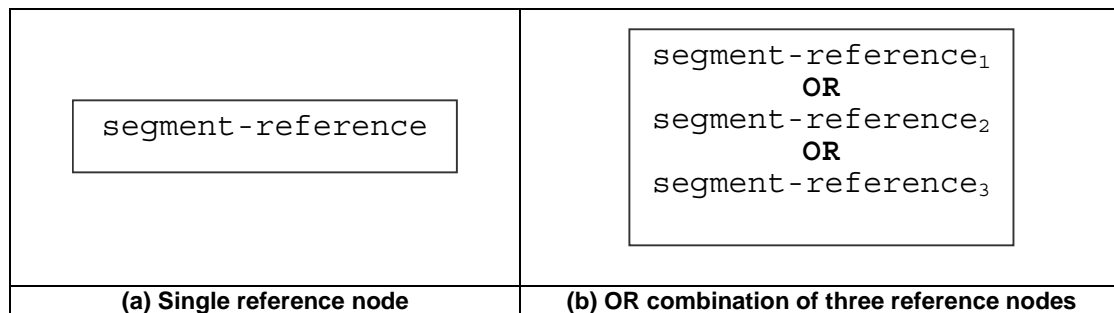 segment-reference
(a) Single reference node
segment-reference₁
OR
segment-reference₂
OR
segment-reference₃
(b) OR combination of three reference nodes